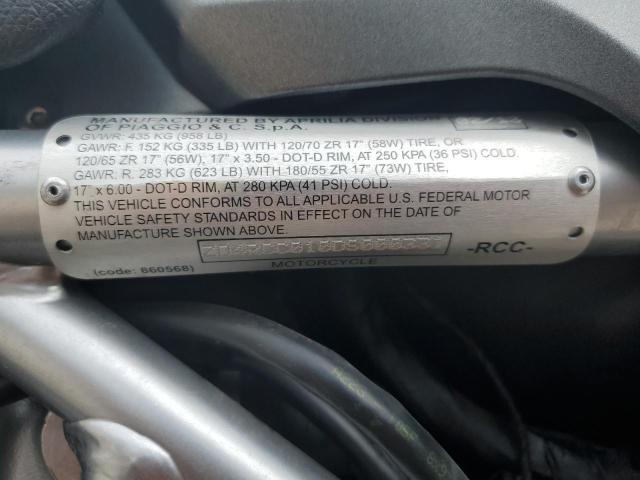 MANUFACTURED BY APRILIA DIVISION
OF PIAGGIO & C. S.p.A.
GVWR: 435 KG (958 LB)
GAWR: F. 152 KG (335 LB) WITH 120/70 ZR 17" (58W) TIRE, OR
120/65 ZR 17" (56W), 17" x 3.50 - DOT-D RIM, AT 250 KPA (36 PSI) COLD.
GAWR: R. 283 KG (623 LB) WITH 180/55 ZR 17" (73W) TIRE,
17" x 6.00 - DOT-D RIM, AT 280 KPA (41 PSI) COLD.
THIS VEHICLE CONFORMS TO ALL APPLICABLE U.S. FEDERAL MOTOR
VEHICLE SAFETY STANDARDS IN EFFECT ON THE DATE OF
MANUFACTURE SHOWN ABOVE.
-RCC-
(code: 860568)
MOTORCYCLE